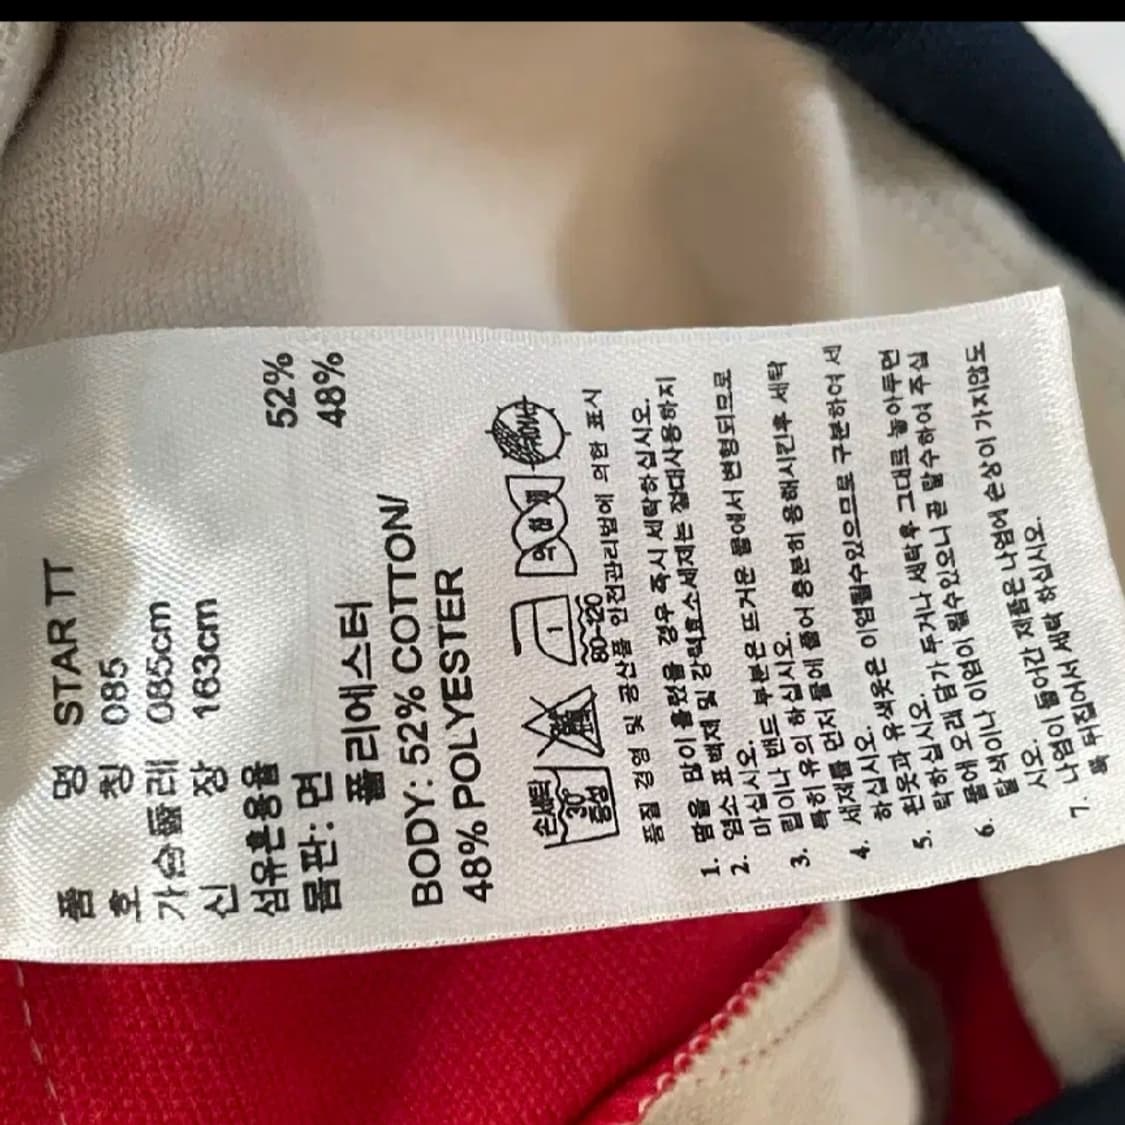 품 명 STAR TT
호 칭 085
가슴둘레 085cm
신 장 163cm
섬유혼용율
몸판: 면 52%
폴리에스터 48%
BODY: 52% COTTON/
48% POLYESTER
손세탁
30°
중성
염소
표백
1
80-120
약하게
옷걸이
품질 경영 및 공산품 안전관리법에 의한 표시
1. 땀을 많이 흘렸을 경우 즉시 세탁하십시오.
2. 염소 표백제 및 강력효소세제는 절대사용하지
마십시오.
3. 립이나 밴드 부분은 뜨거운 물에서 변형되므로
특히 유의 하십시오.
4. 세제를 먼저 물에 풀어 충분히 용해시킨후 세탁
하십시오.
5. 흰옷과 유색옷은 이염될수있으므로 구분하여 세
탁하십시오.
6. 물에 오래 담가 두거나 세탁후 그대로 놓아두면
탈색이나 이염이 될수있으니 곧 탈수하여 주십
시오.
7. 나염이 들어간 제품은 나염에 손상이 가지않도
록 뒤집어서 세탁 하십시오.